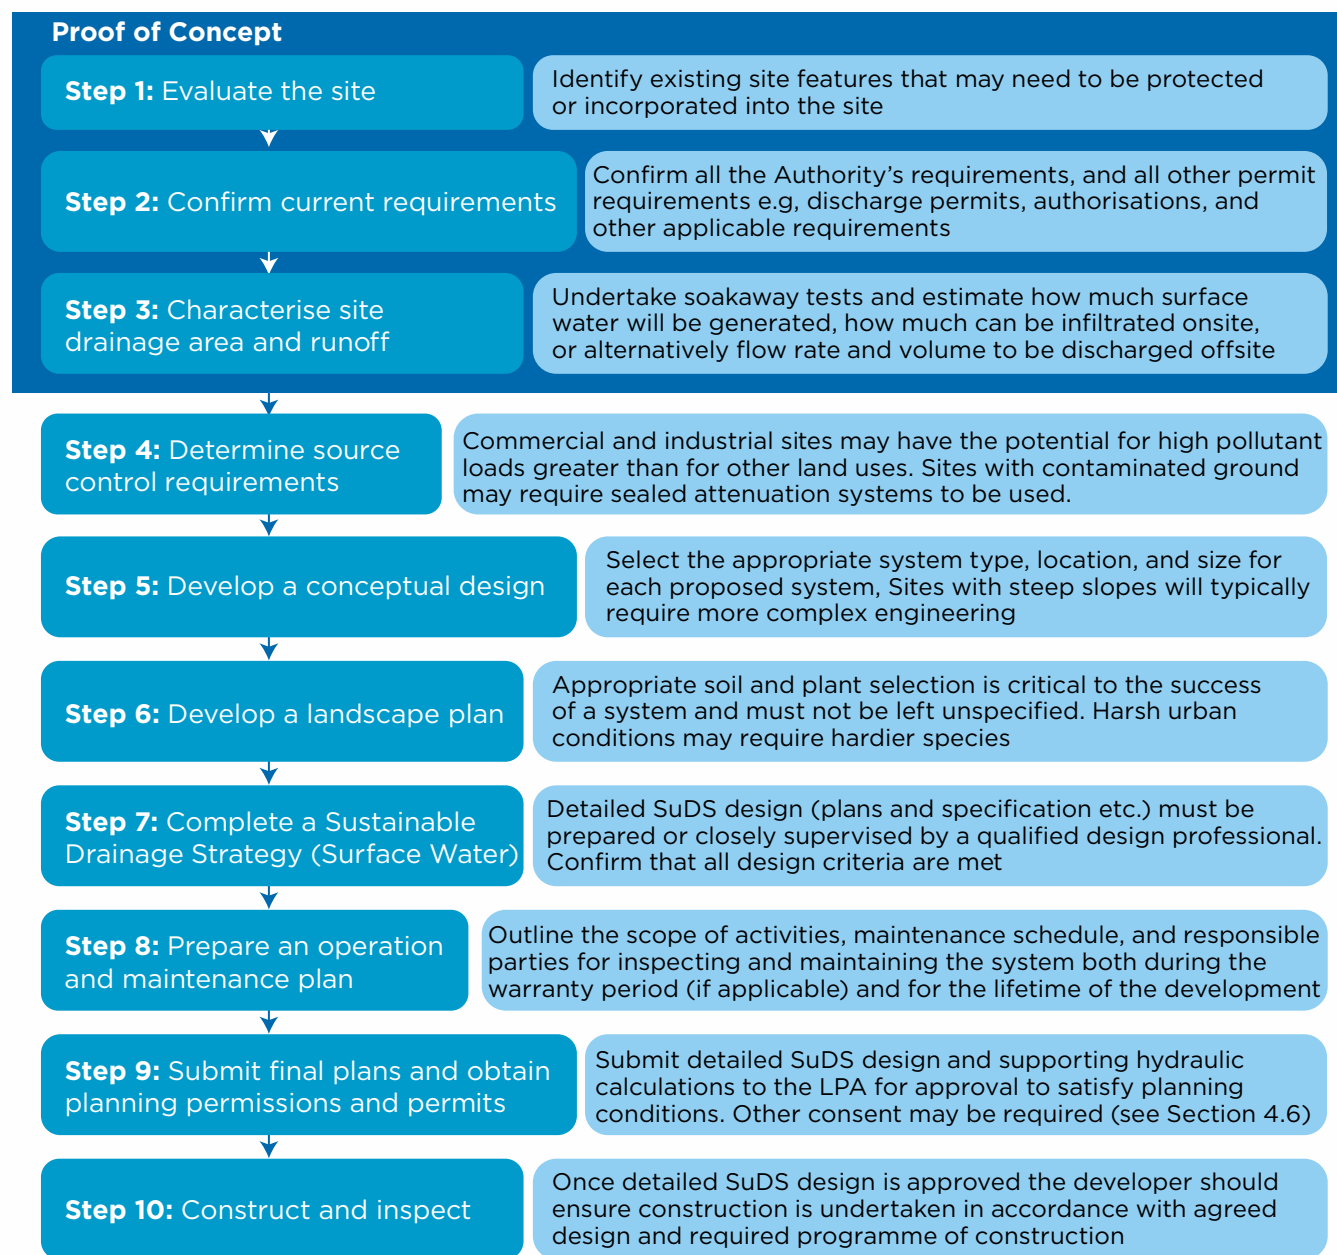 Proof of Concept
Step 1: Evaluate the site
Identify existing site features that may need to be protected
or incorporated into the site
Step 2: Confirm current requirements
Confirm all the Authority’s requirements, and all other permit
requirements e.g, discharge permits, authorisations, and
other applicable requirements
Step 3: Characterise site
drainage area and runoff
Undertake soakaway tests and estimate how much surface
water will be generated, how much can be infiltrated onsite,
or alternatively flow rate and volume to be discharged offsite
Step 4: Determine source
control requirements
Commercial and industrial sites may have the potential for high pollutant
loads greater than for other land uses. Sites with contaminated ground
may require sealed attenuation systems to be used.
Step 5: Develop a conceptual design
Select the appropriate system type, location, and size for
each proposed system, Sites with steep slopes will typically
require more complex engineering
Step 6: Develop a landscape plan
Appropriate soil and plant selection is critical to the success
of a system and must not be left unspecified. Harsh urban
conditions may require hardier species
Step 7: Complete a Sustainable
Drainage Strategy (Surface Water)
Detailed SuDS design (plans and specification etc.) must be
prepared or closely supervised by a qualified design professional.
Confirm that all design criteria are met
Step 8: Prepare an operation
and maintenance plan
Outline the scope of activities, maintenance schedule, and responsible
parties for inspecting and maintaining the system both during the
warranty period (if applicable) and for the lifetime of the development
Step 9: Submit final plans and obtain
planning permissions and permits
Submit detailed SuDS design and supporting hydraulic
calculations to the LPA for approval to satisfy planning
conditions. Other consent may be required (see Section 4.6)
Step 10: Construct and inspect
Once detailed SuDS design is approved the developer should
ensure construction is undertaken in accordance with agreed
design and required programme of construction